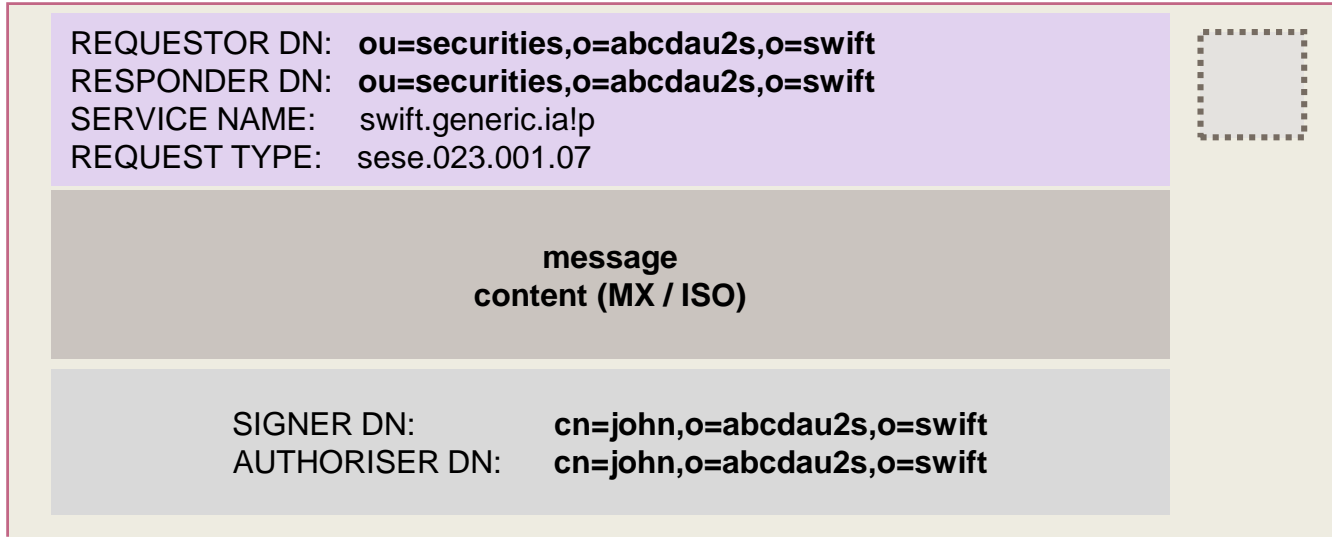 REQUESTOR DN: ou=securities,o=abcdau2s,o=swift
RESPONDER DN: ou=securities,o=abcdau2s,o=swift
SERVICE NAME: swift.generic.ia!p
REQUEST TYPE: sese.023.001.07
message
content (MX / ISO)
SIGNER DN: cn=john,o=abcdau2s,o=swift
AUTHORISER DN: cn=john,o=abcdau2s,o=swift